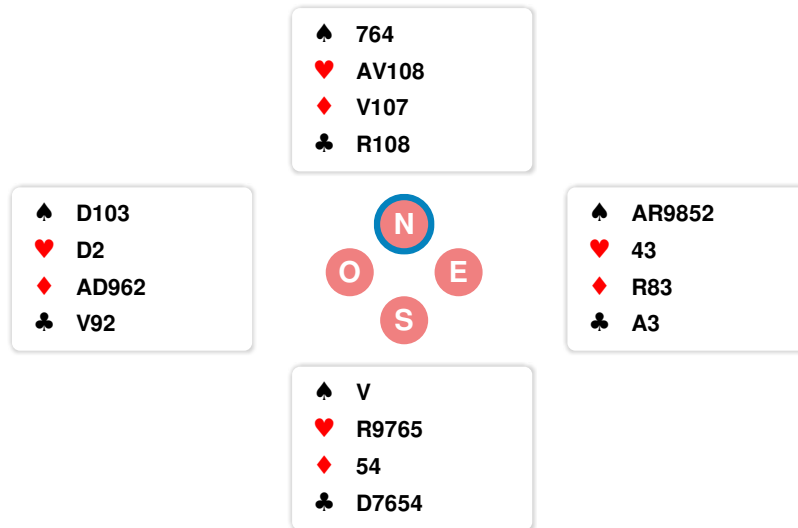 ♠ 764
♥ AV108
♦ V107
♣ R108
♠ D103
♥ D2
♦ AD962
♣ V92
N
O E
S
♠ AR9852
♥ 43
♦ R83
♣ A3
♠ V
♥ R9765
♦ 54
♣ D7654